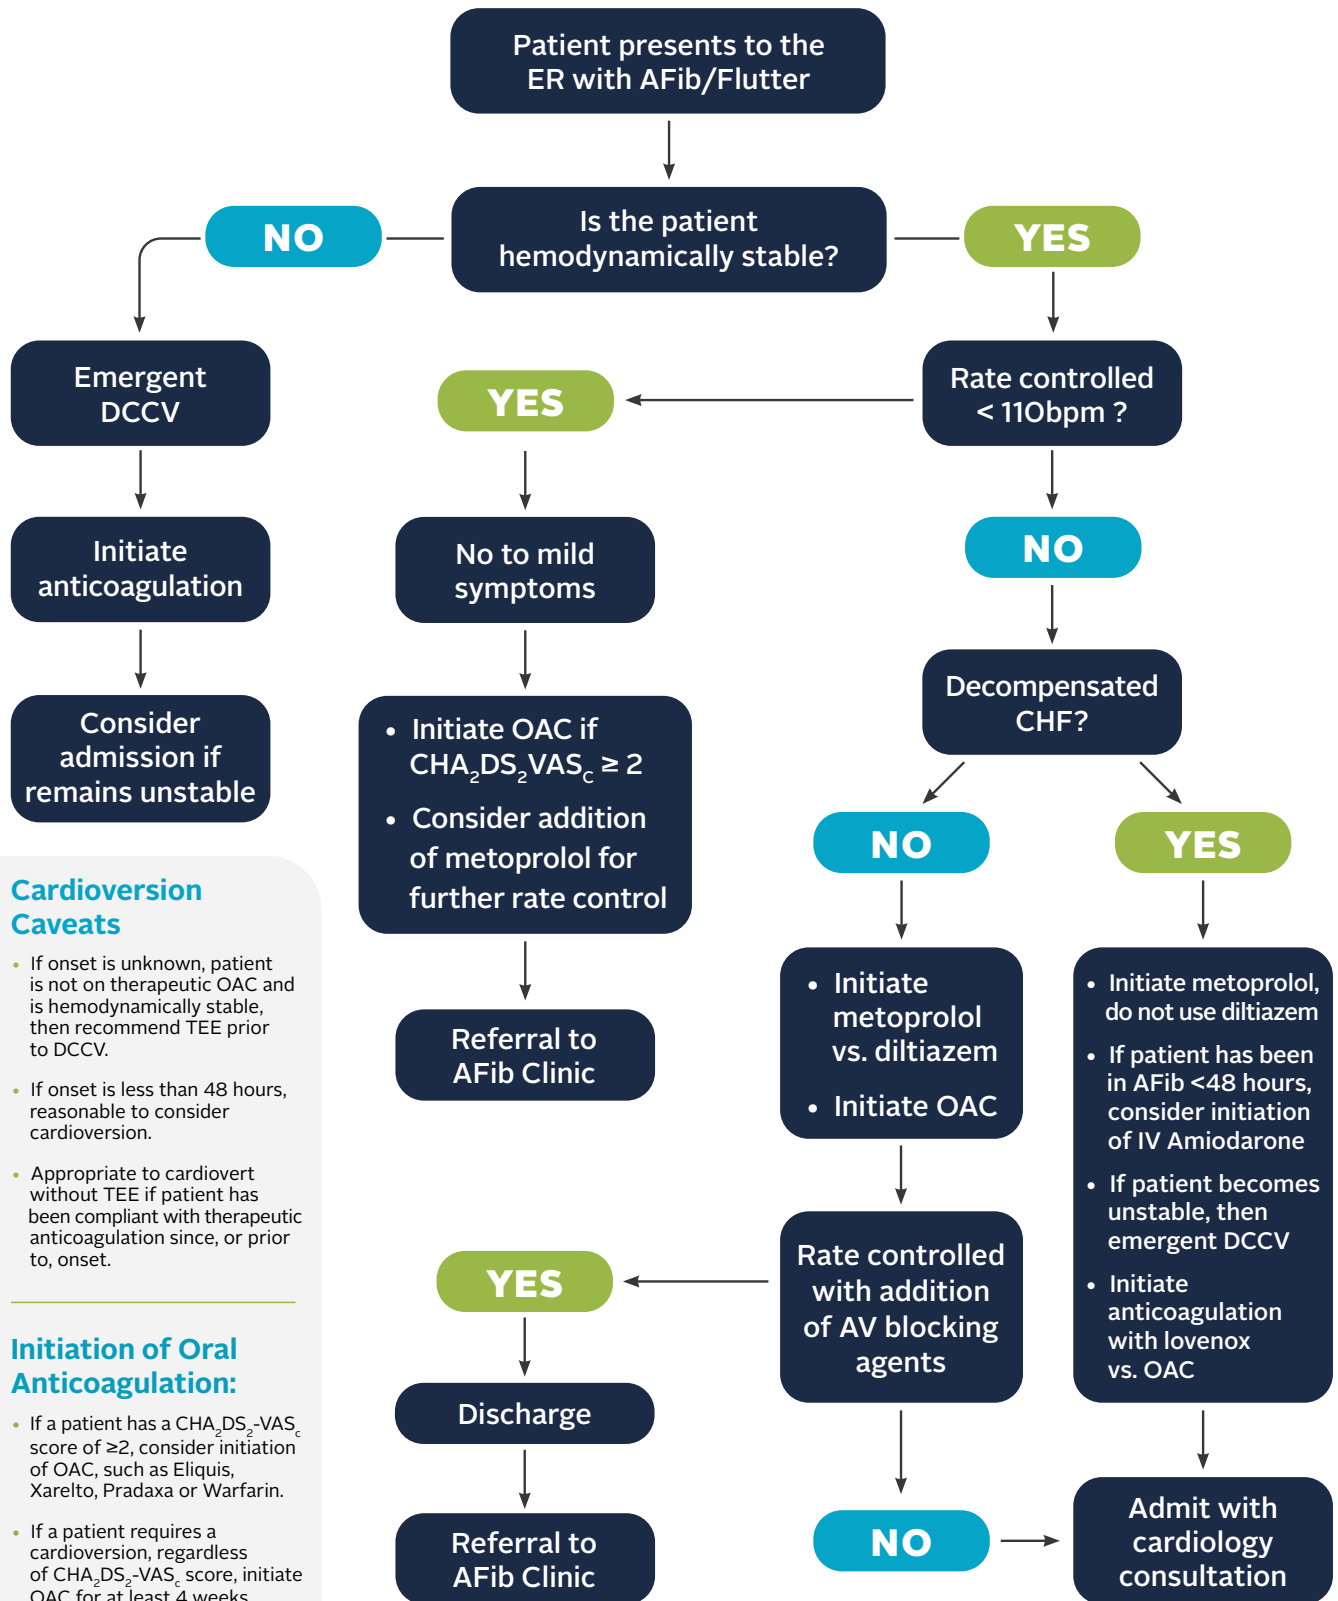 Patient presents to the
ER with AFib/Flutter
NO
Is the patient
hemodynamically stable?
YES
Emergent
DCCV
Initiate
anticoagulation
Consider
admission if
remains unstable
Rate controlled
< 110bpm ?
YES
No to mild
symptoms
• Initiate OAC if
CHA₂DS₂VAS꜀ ≥ 2
• Consider addition
of metoprolol for
further rate control
Referral to
AFib Clinic
NO
Decompensated
CHF?
NO
• Initiate
metoprolol
vs. diltiazem
• Initiate OAC
Rate controlled
with addition
of AV blocking
agents
YES
Discharge
Referral to
AFib Clinic
NO
YES
• Initiate metoprolol,
do not use diltiazem
• If patient has been
in AFib <48 hours,
consider initiation
of IV Amiodarone
• If patient becomes
unstable, then
emergent DCCV
• Initiate
anticoagulation
with lovenox
vs. OAC
Admit with
cardiology
consultation
Cardioversion
Caveats
• If onset is unknown, patient
is not on therapeutic OAC and
is hemodynamically stable,
then recommend TEE prior
to DCCV.
• If onset is less than 48 hours,
reasonable to consider
cardioversion.
• Appropriate to cardiovert
without TEE if patient has
been compliant with therapeutic
anticoagulation since, or prior
to, onset.
Initiation of Oral
Anticoagulation:
• If a patient has a CHA₂DS₂-VAS꜀
score of ≥2, consider initiation
of OAC, such as Eliquis,
Xarelto, Pradaxa or Warfarin.
• If a patient requires a
cardioversion, regardless
of CHA₂DS₂-VAS꜀ score, initiate
OAC for at least 4 weeks